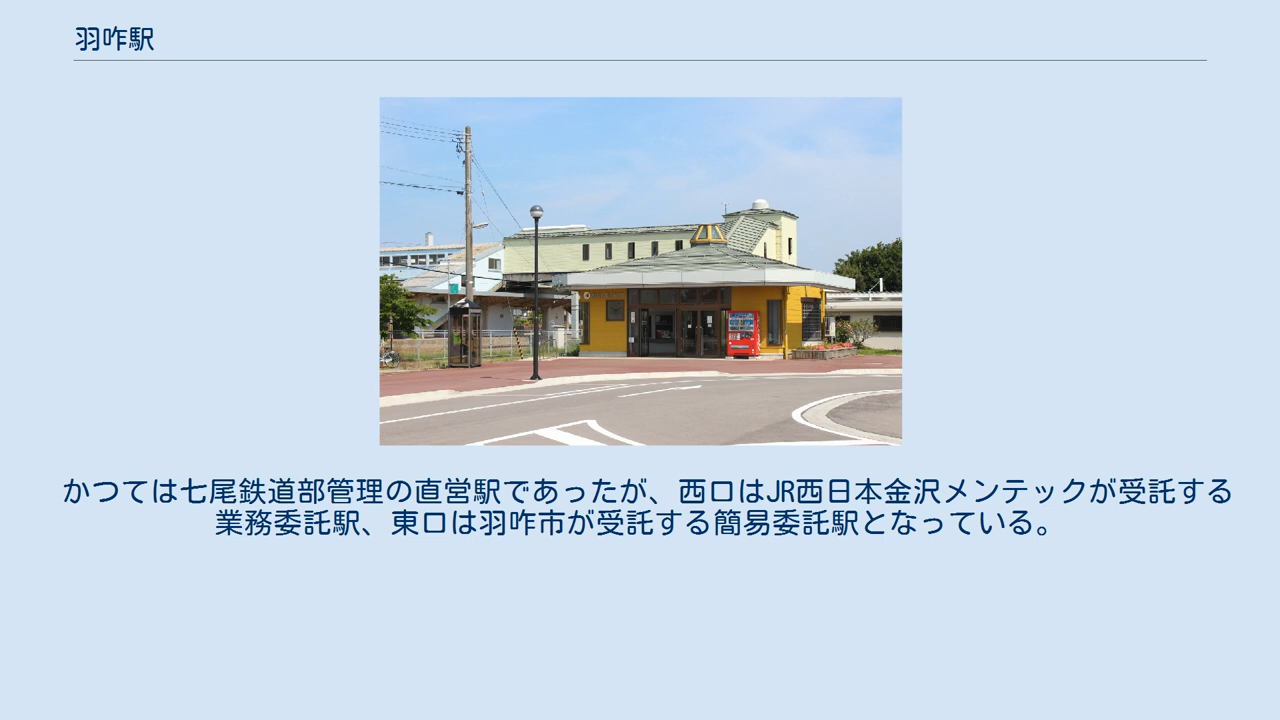 羽咋駅
かつては七尾鉄道部管理の直営駅であったが、西口はJR西日本金沢メンテックが受託する
業務委託駅、東口は羽咋市が受託する簡易委託駅となっている。